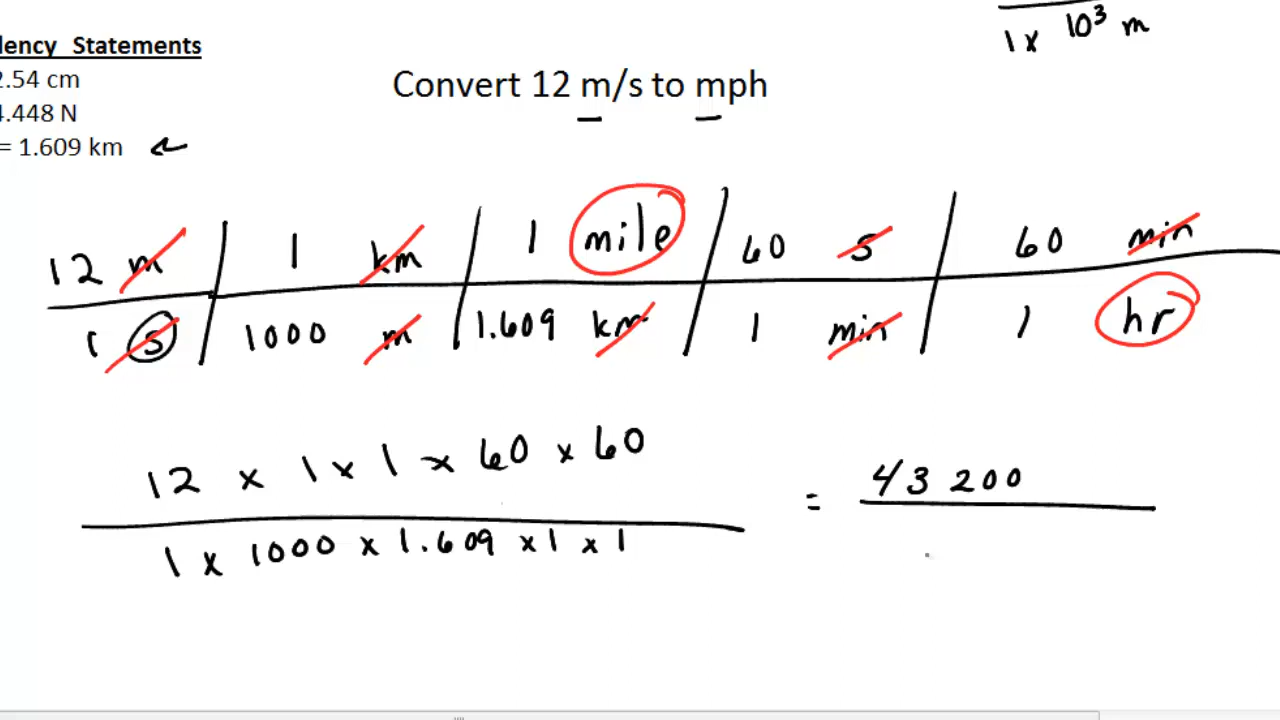 1 x 10³ m
dency Statements
2.54 cm
4.448 N
= 1.609 km
Convert 12 m/s to mph
12 m | 1 km | 1 mile | 60 s | 60 min
1 s | 1000 m | 1.609 km | 1 min | 1 hr
12 x 1 x 1 x 60 x 60 = 43 200
1 x 1000 x 1.609 x 1 x 1